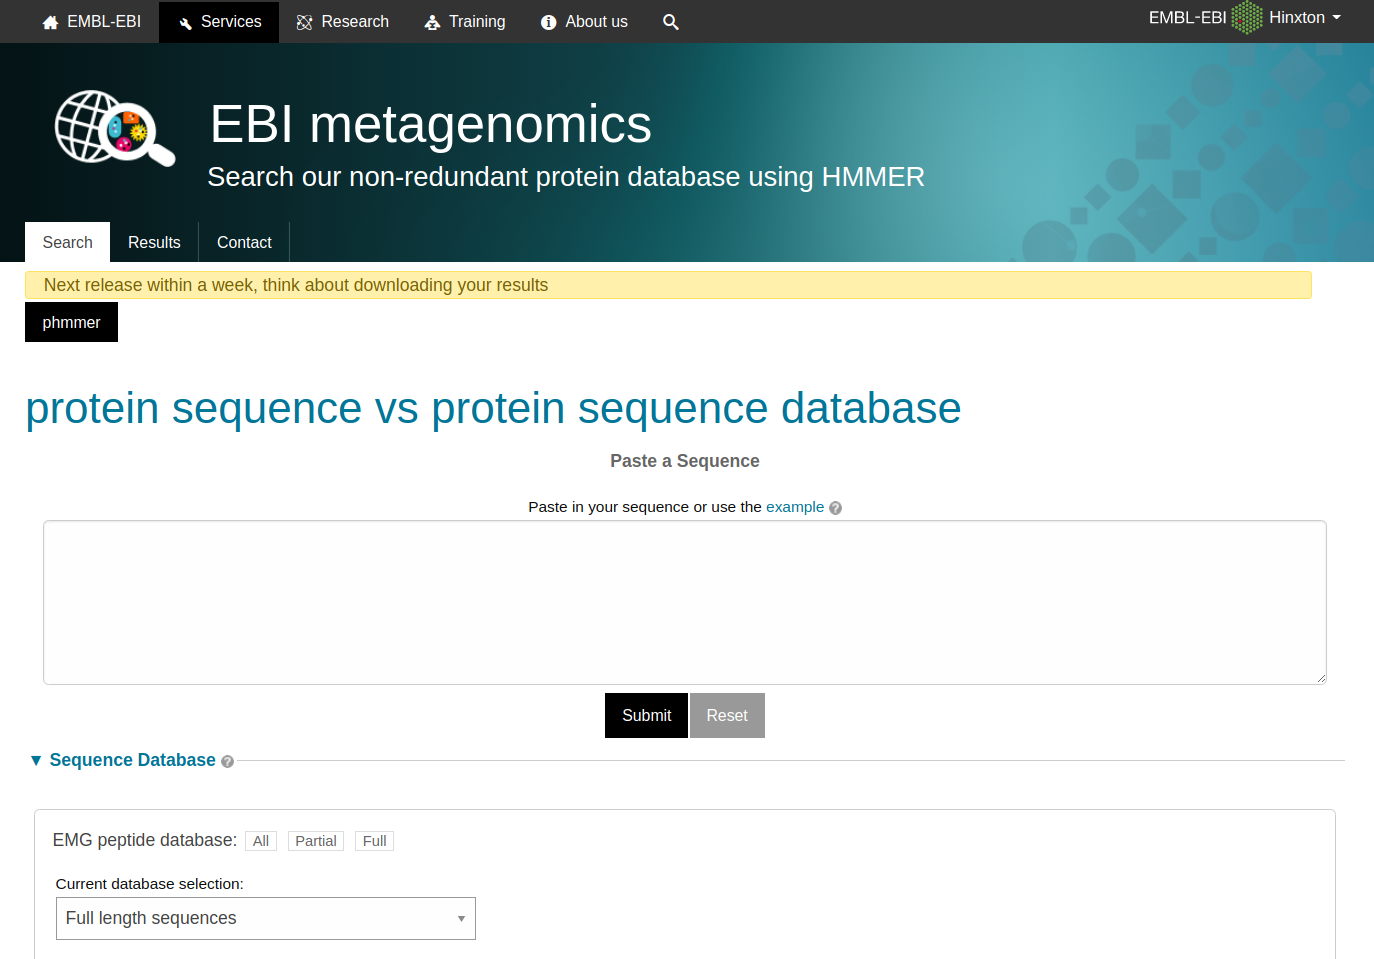 EMBL-EBI Services Research Training About us EMBL-EBI Hinxton
EBI metagenomics
Search our non-redundant protein database using HMMER
Search Results Contact
Next release within a week, think about downloading your results
phmmer
protein sequence vs protein sequence database
Paste a Sequence
Paste in your sequence or use the example ?
Submit Reset
▼ Sequence Database ?
EMG peptide database: All Partial Full
Current database selection:
Full length sequences